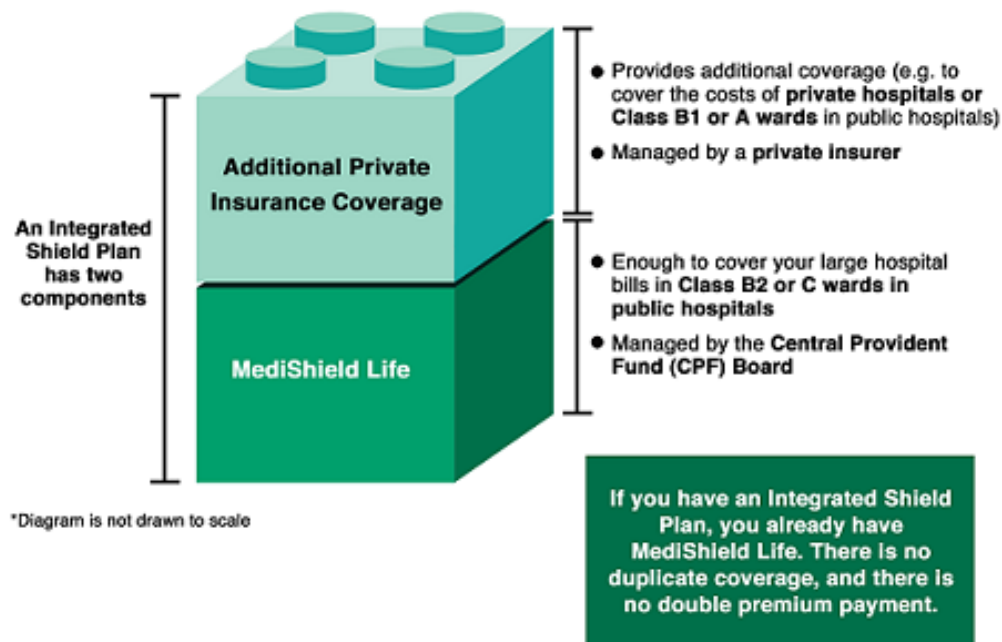 An Integrated
Shield Plan
has two
components
Additional Private
Insurance Coverage
MediShield Life
● Provides additional coverage (e.g. to
cover the costs of private hospitals or
Class B1 or A wards in public hospitals)
● Managed by a private insurer
● Enough to cover your large hospital
bills in Class B2 or C wards in
public hospitals
● Managed by the Central Provident
Fund (CPF) Board
*Diagram is not drawn to scale
If you have an Integrated Shield
Plan, you already have
MediShield Life. There is no
duplicate coverage, and there is
no double premium payment.